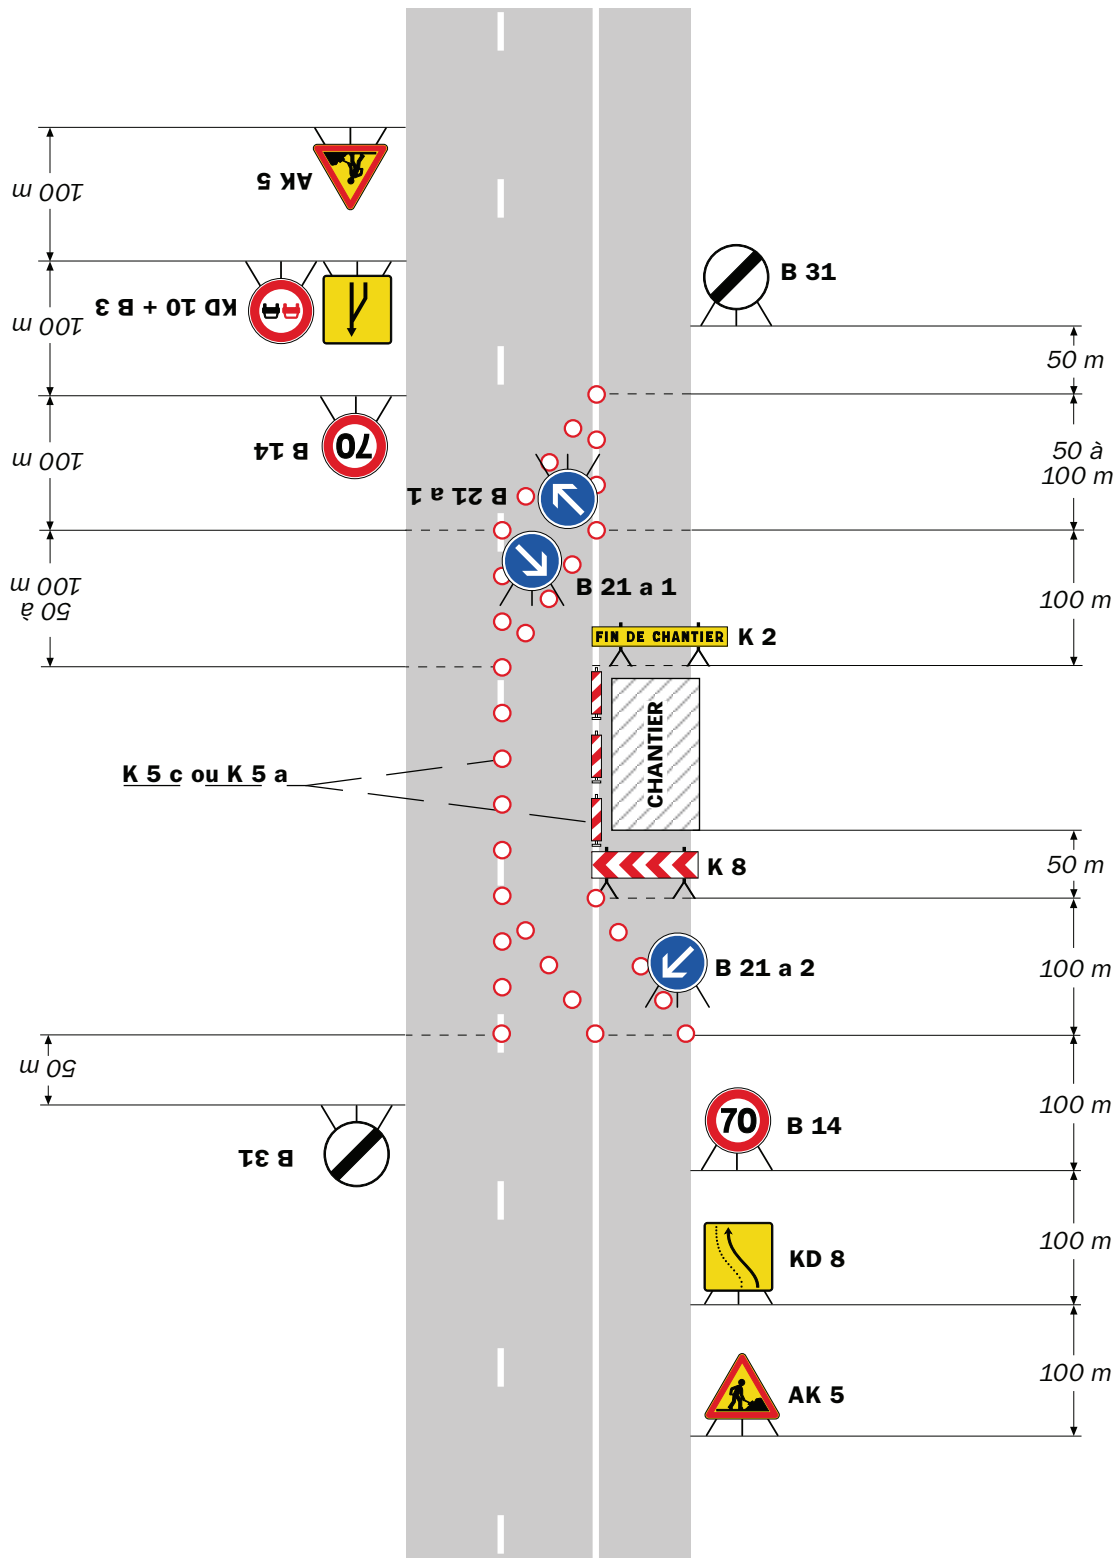 AK 5
100 m
B 31
KD 10 + B 3
100 m
50 m
70
B 14
100 m
50 à
100 m
B 21 a 1
50 à
100 m
B 21 a 1
100 m
FIN DE CHANTIER
K 2
CHANTIER
K 5 c ou K 5 a
K 8
50 m
B 21 a 2
100 m
50 m
70
B 14
100 m
B 31
KD 8
100 m
AK 5
100 m